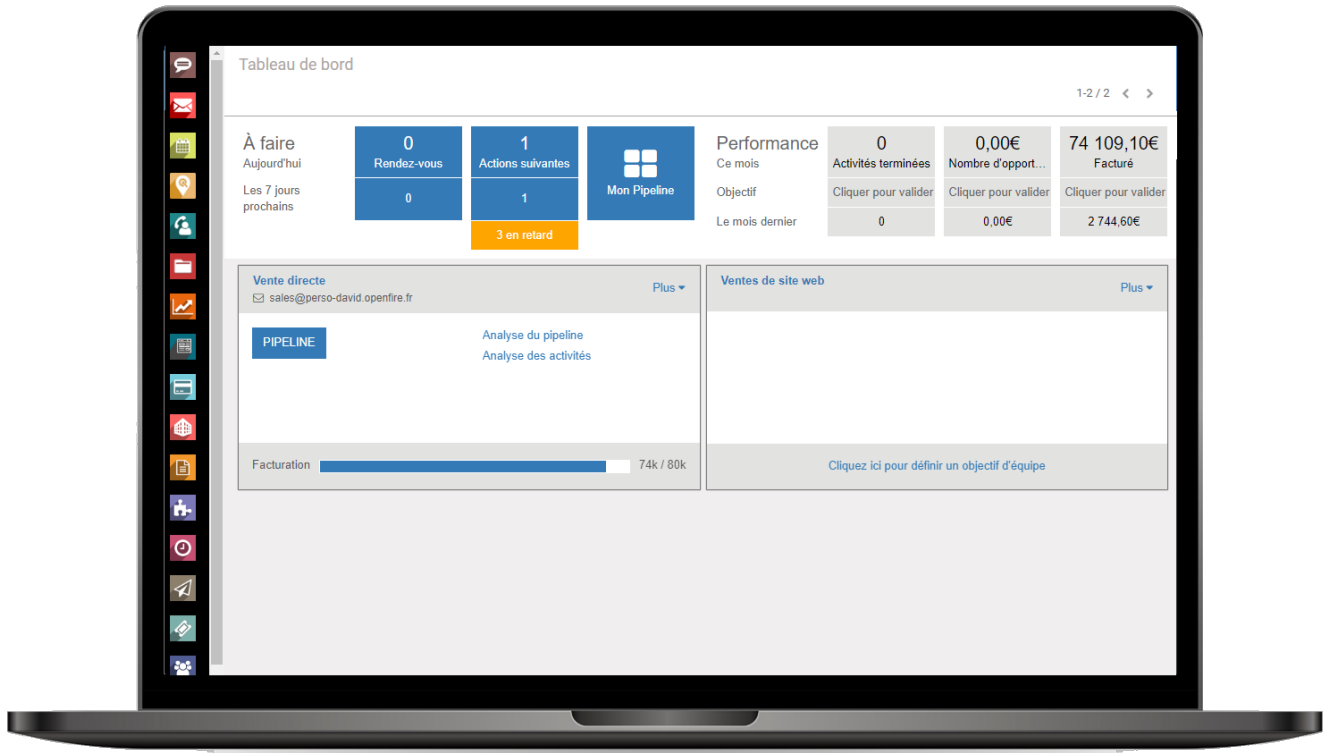 Tableau de bord
1-2 / 2
À faire
Aujourd'hui
0
Rendez-vous
1
Actions suivantes
Les 7 jours
prochains
0
1
3 en retard
Mon Pipeline
Performance
Ce mois
0
Activités terminées
0,00€
Nombre d'opport...
74 109,10€
Facturé
Objectif
Cliquer pour valider
Cliquer pour valider
Cliquer pour valider
Le mois dernier
0
0,00€
2 744,60€
Vente directe
sales@perso-david.openfire.fr
Plus
PIPELINE
Analyse du pipeline
Analyse des activités
Facturation
74k / 80k
Ventes de site web
Plus
Cliquez ici pour définir un objectif d'équipe